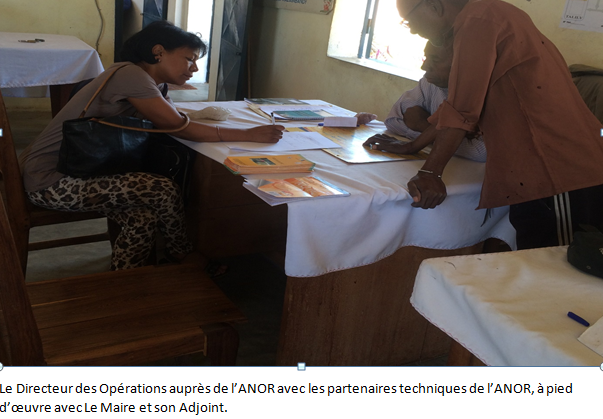 Le Directeur des Opérations auprès de l'ANOR avec les partenaires techniques de l'ANOR, à pied
d'œuvre avec Le Maire et son Adjoint.